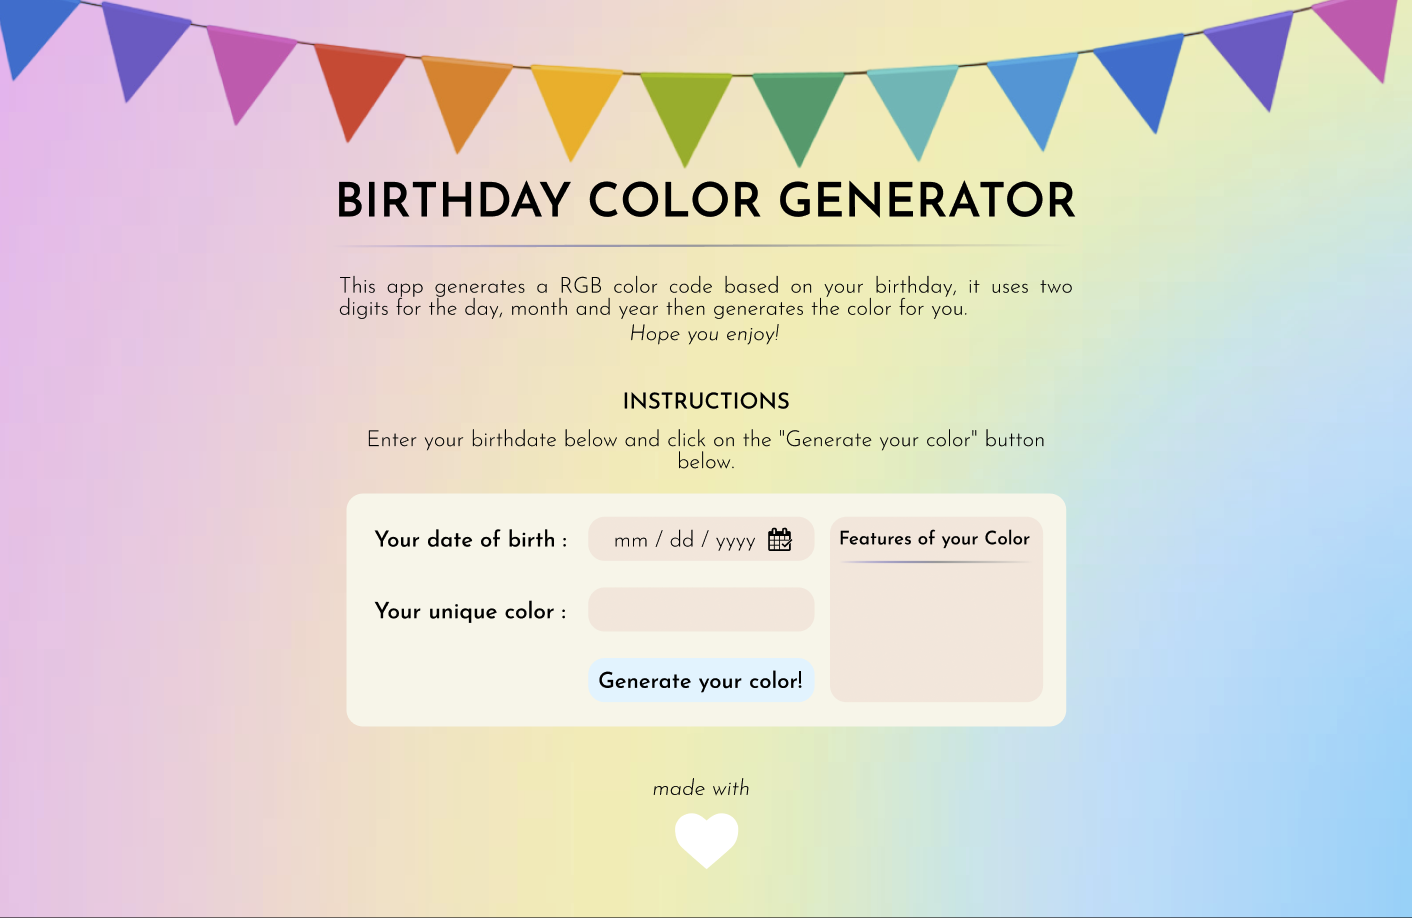 BIRTHDAY COLOR GENERATOR
This app generates a RGB color code based on your birthday, it uses two
digits for the day, month and year then generates the color for you.
Hope you enjoy!
INSTRUCTIONS
Enter your birthdate below and click on the "Generate your color" button
below.
Your date of birth :
mm / dd / yyyy
Features of your Color
Your unique color :
Generate your color!
made with